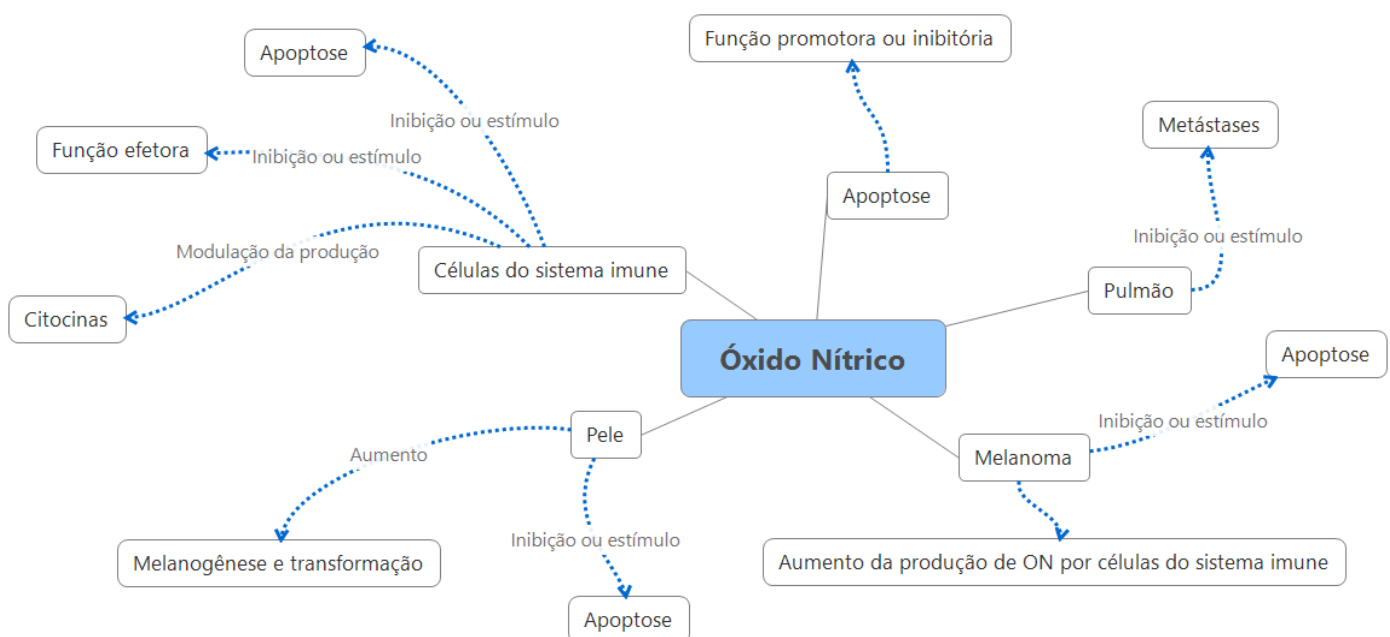 Função promotora ou inibitória
Apoptose
Inibição ou estímulo
Metástases
Função efetora
Inibição ou estímulo
Apoptose
Inibição ou estímulo
Modulação da produção
Células do sistema imune
Pulmão
Citocinas
Óxido Nítrico
Apoptose
Pele
Inibição ou estímulo
Aumento
Melanoma
Inibição ou estímulo
Melanogênese e transformação
Aumento da produção de ON por células do sistema imune
Apoptose